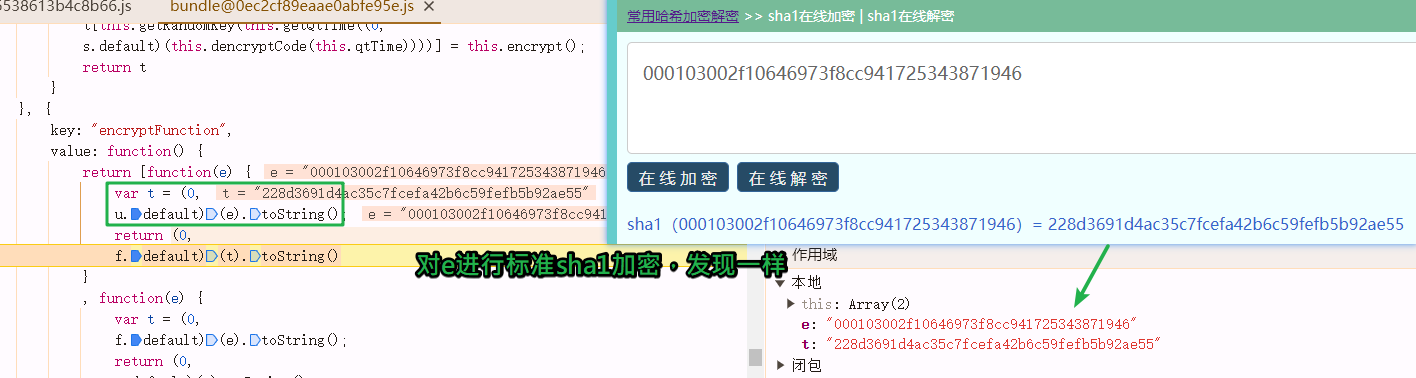 5538613b4c8b66.js
bundle@0ec2cf89eaae0abfe95e.js ×
t[this.getRandomKey(this.getQtTime((0,
s.default)(this.dencryptCode(this.qtTime))))] = this.encrypt();
return t
}
}, {
key: "encryptFunction",
value: function() {
return [function(e) { e = "000103002f10646973f8cc941725343871946
var t = (0, t = "228d3691d4ac35c7fcefa42b6c59fefb5b92ae55"
u.default)(e).toString(); e = "000103002f10646973f8cc941
return (0,
f.default)(t).toString()
}
, function(e) {
var t = (0,
f.default)(e).toString();
return (0,
常用哈希加密解密 >> sha1在线加密 | sha1在线解密
000103002f10646973f8cc941725343871946
在线加密 在线解密
sha1（000103002f10646973f8cc941725343871946）= 228d3691d4ac35c7fcefa42b6c59fefb5b92ae55
对e进行标准sha1加密，发现一样
作用域
本地
this: Array(2)
e: "000103002f10646973f8cc941725343871946"
t: "228d3691d4ac35c7fcefa42b6c59fefb5b92ae55"
闭包